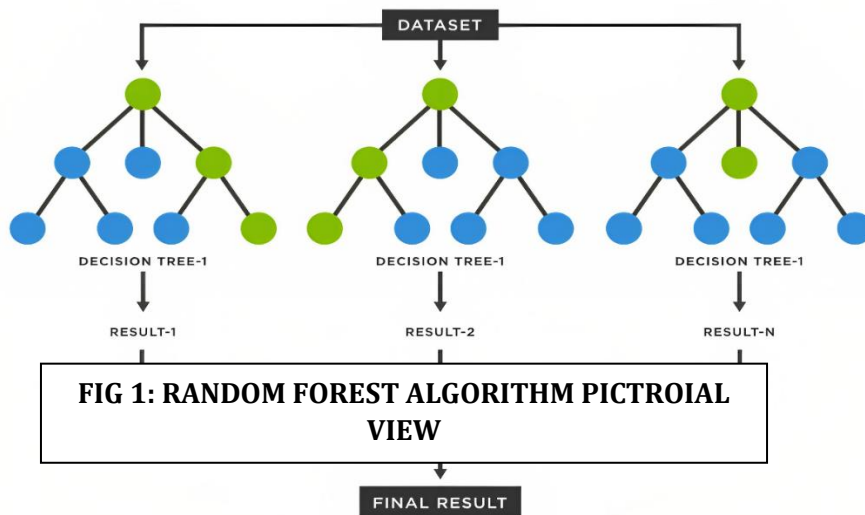 DATASET
DECISION TREE-1
DECISION TREE-1
DECISION TREE-1
RESULT-1
RESULT-2
RESULT-N
FIG 1: RANDOM FOREST ALGORITHM PICTROIAL
VIEW
FINAL RESULT